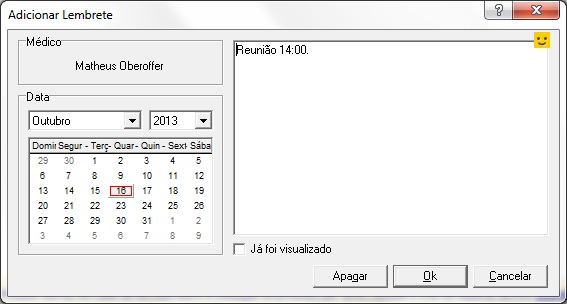 Adicionar Lembrete
?
Médico
Matheus Oberoffer
Data
Outubro 2013
Domin Segun - Terç - Quar - Quin - Sext Sába
29 30 1 2 3 4 5
6 7 8 9 10 11 12
13 14 15 16 17 18 19
20 21 22 23 24 25 26
27 28 29 30 31 1 2
3 4 5 6 7 8 9
Reunião 14:00.
Já foi visualizado
Apagar Ok Cancelar